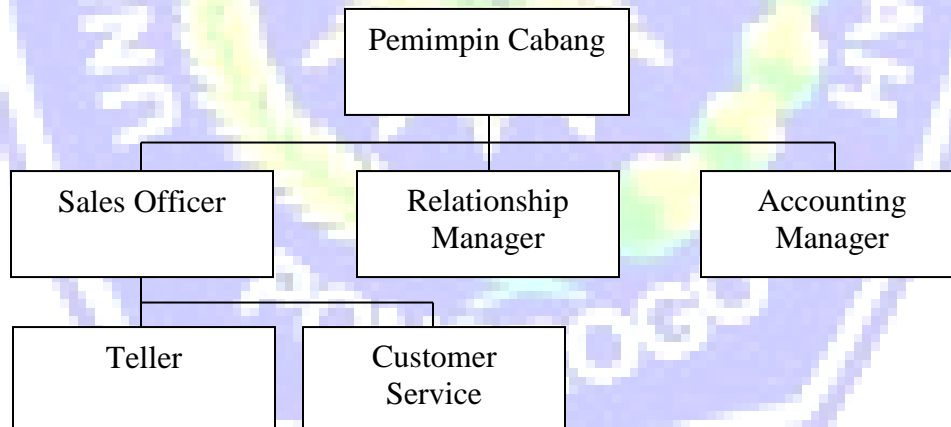 Pemimpin Cabang
Sales Officer
Relationship
Manager
Accounting
Manager
Teller
Customer
Service